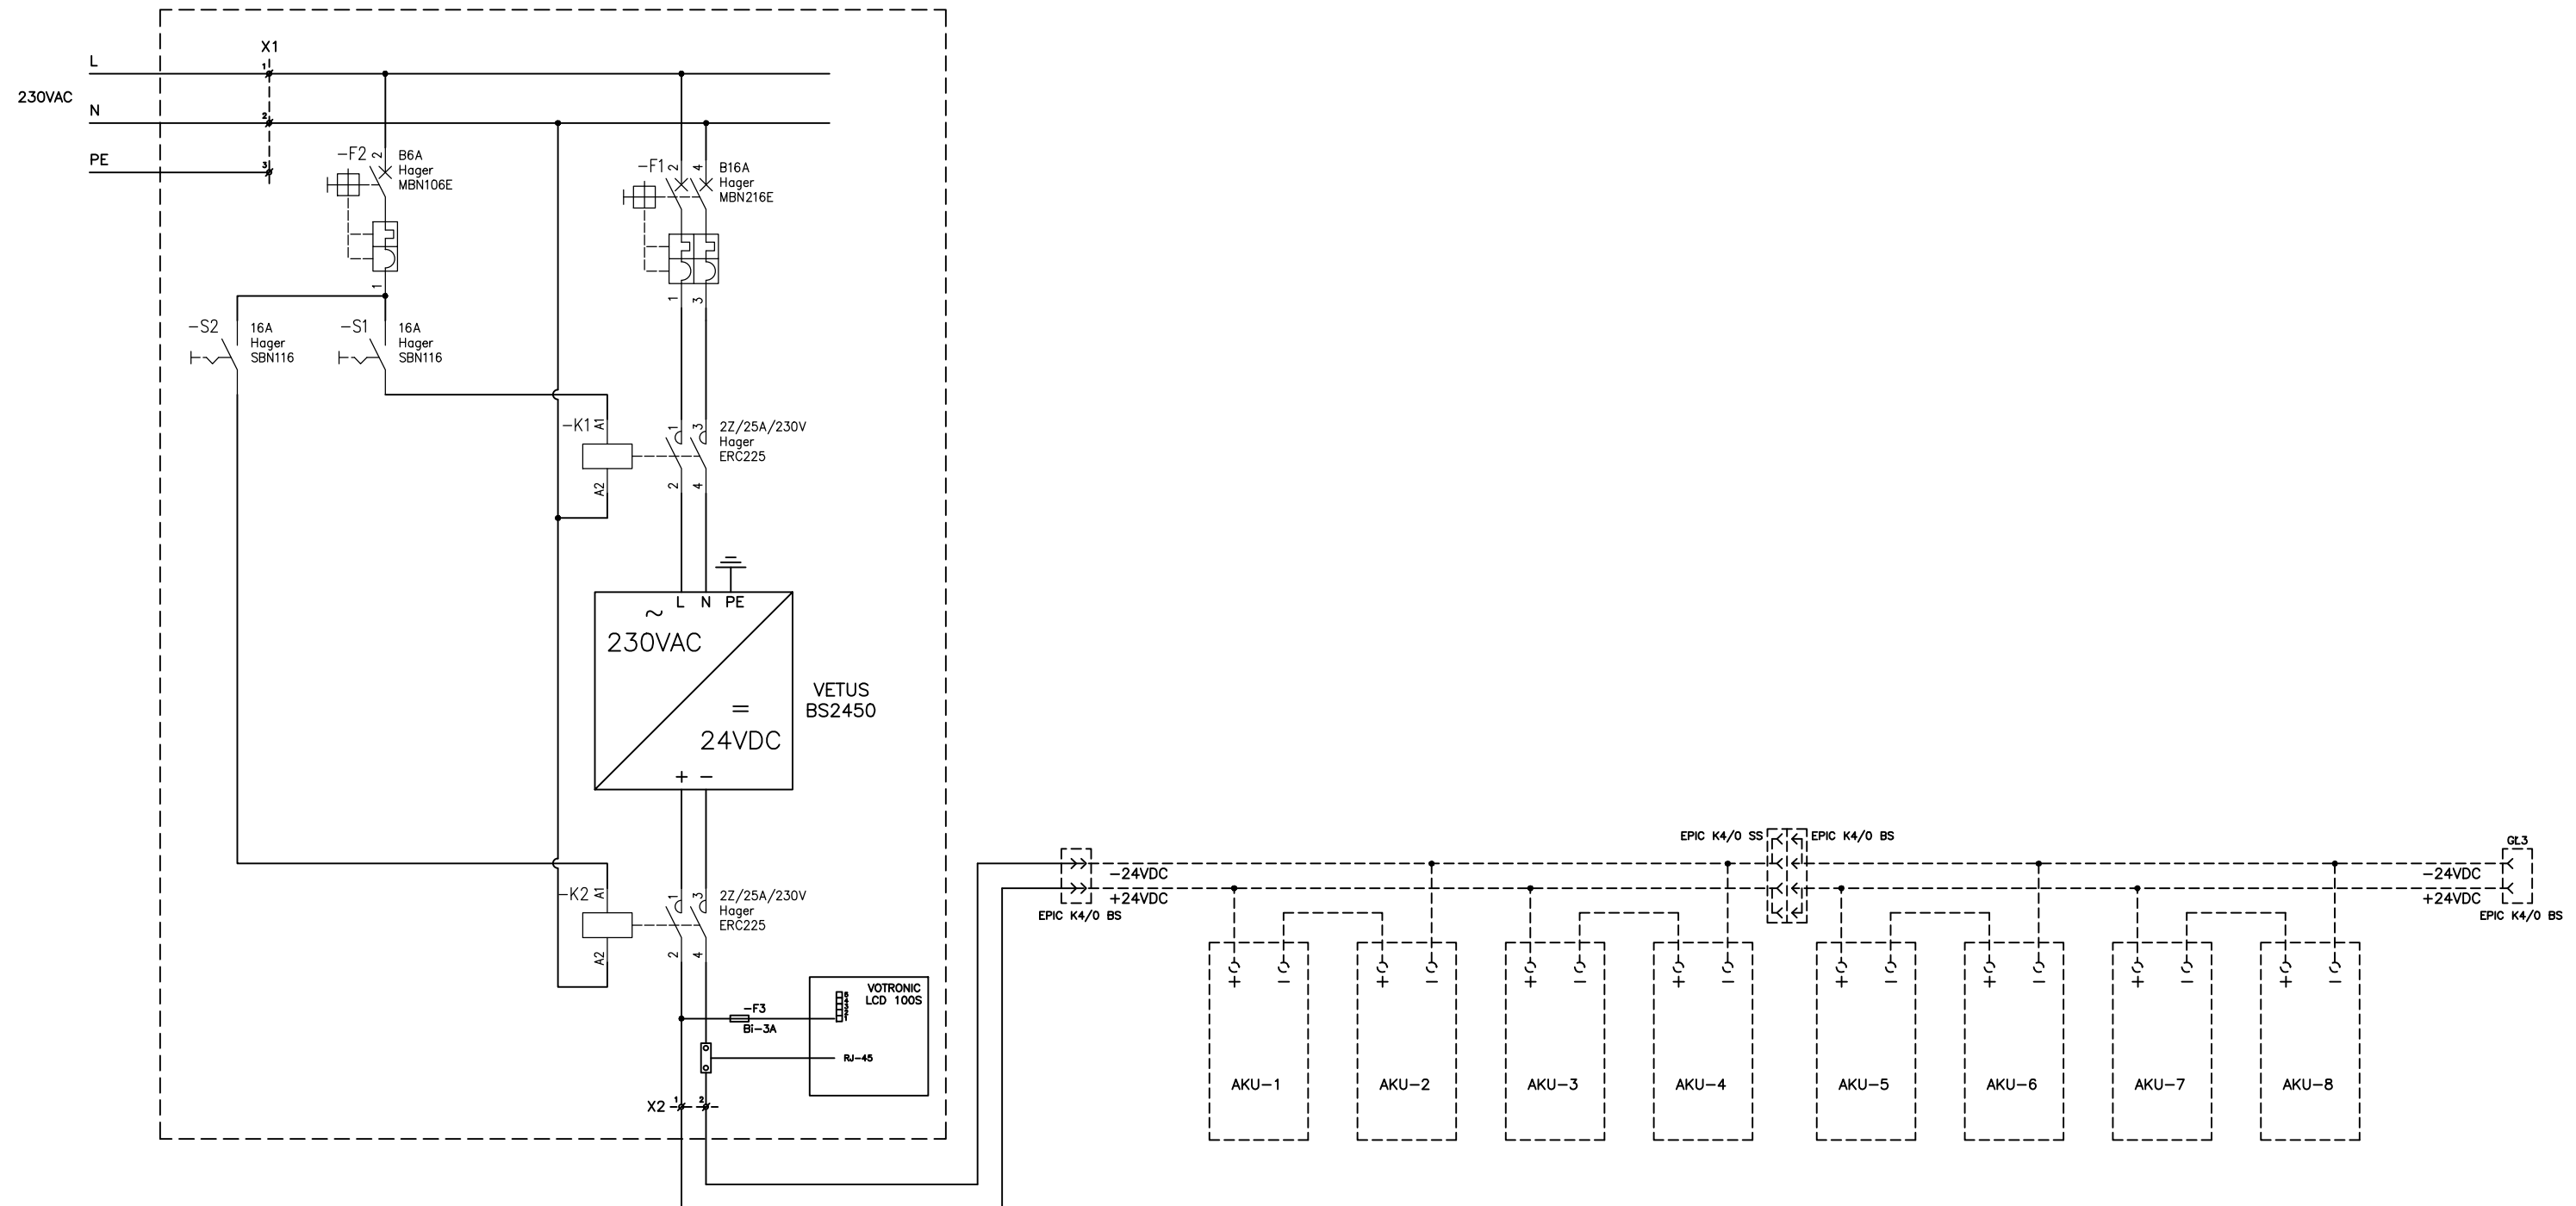 X1
L
1
230VAC
N
2
PE
3
-F2
2
B6A
Hager
MBN106E
1
-F1
2
4
B16A
Hager
MBN216E
1
3
-S2
16A
Hager
SBN116
-S1
16A
Hager
SBN116
-K1
A1
A2
1
3
2Z/25A/230V
Hager
ERC225
2
4
L N PE
~
230VAC
=
24VDC
+ −
VETUS
BS2450
-K2
A1
A2
1
3
2Z/25A/230V
Hager
ERC225
2
4
VOTRONIC
LCD 100S
-F3
Bi-3A
RJ-45
X2
1
2
-24VDC
+24VDC
EPIC K4/0 BS
EPIC K4/0 SS
EPIC K4/0 BS
-24VDC
+24VDC
EPIC K4/0 BS
+ −
+ −
+ −
+ −
+ −
+ −
+ −
+ −
AKU-1
AKU-2
AKU-3
AKU-4
AKU-5
AKU-6
AKU-7
AKU-8